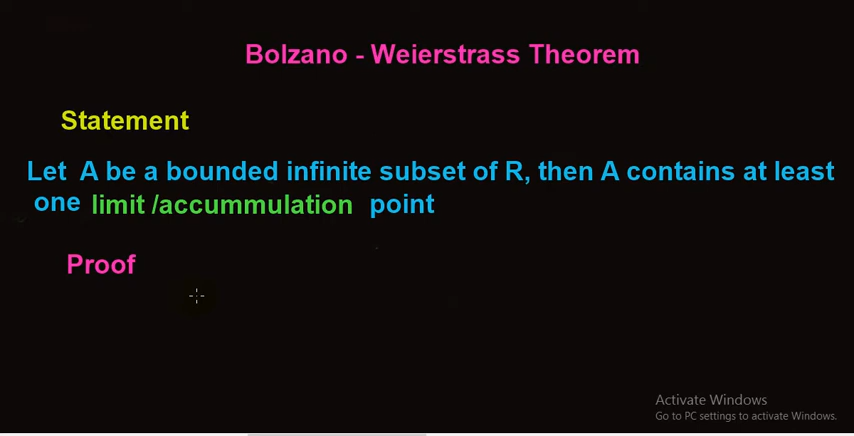 Bolzano - Weierstrass Theorem
Statement
Let A be a bounded infinite subset of R, then A contains at least
one limit /accummulation point
Proof
Activate Windows
Go to PC settings to activate Windows.